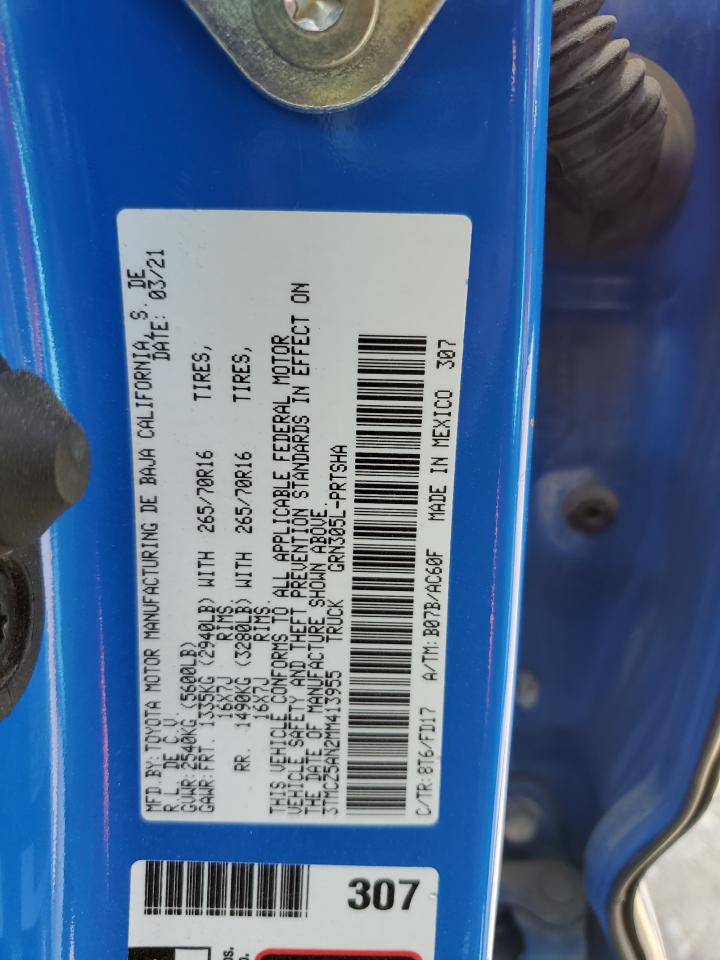 MFD.BY: TOYOTA MOTOR MANUFACTURING DE BAJA CALIFORNIA, S. DE
R. L. DE C.V. DATE: 03/21
GVWR: 2540KG (5600LB)
GAWR: FRT. 1335KG (2940LB) WITH 265/70R16 TIRES,
16X7J RIMS.
RR. 1490KG (3280LB) WITH 265/70R16 TIRES,
16X7J RIMS.
THIS VEHICLE CONFORMS TO ALL APPLICABLE FEDERAL MOTOR
VEHICLE SAFETY AND THEFT PREVENTION STANDARDS IN EFFECT ON
THE DATE OF MANUFACTURE SHOWN ABOVE.
3TMCZ5AN2MM413955 TRUCK GRN305L-PRTSHA
C/TR: 8T6/FD17 A/TM: B07B/AC60F MADE IN MEXICO 307
307